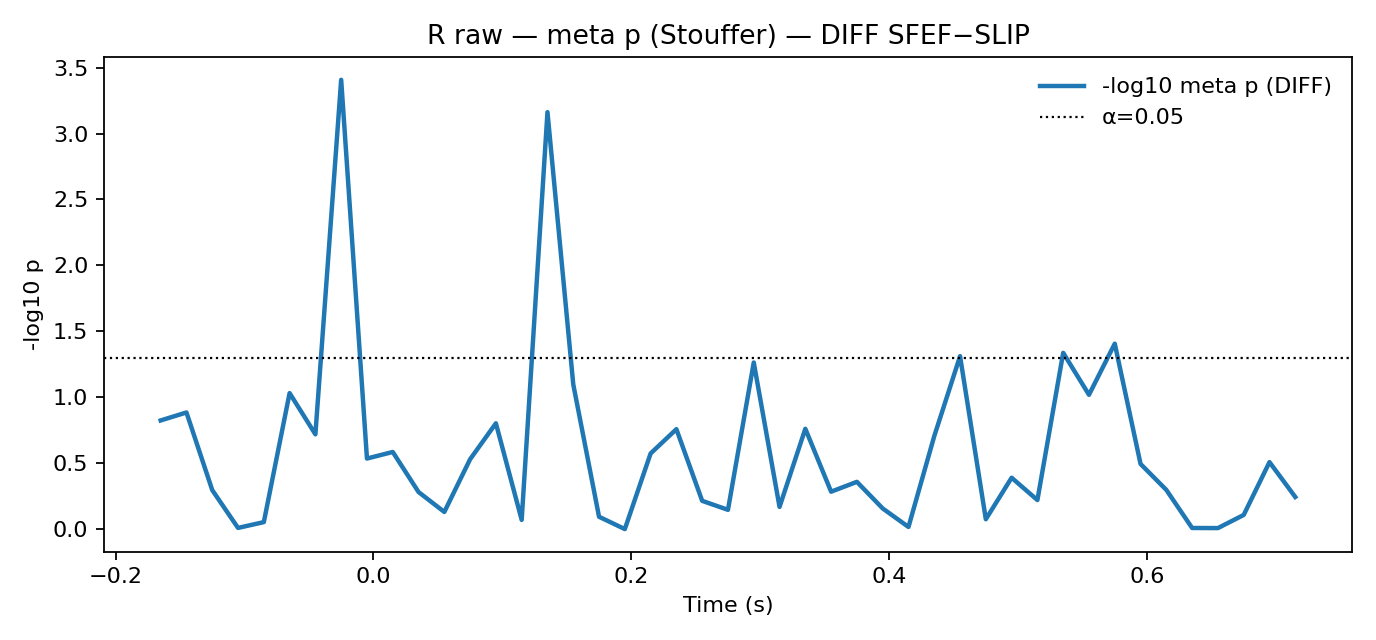 R raw — meta p (Stouffer) — DIFF SFEF−SLIP
-log10 meta p (DIFF)
α=0.05
-log10 p
3.5
3.0
2.5
2.0
1.5
1.0
0.5
0.0
−0.2
0.0
0.2
0.4
0.6
Time (s)